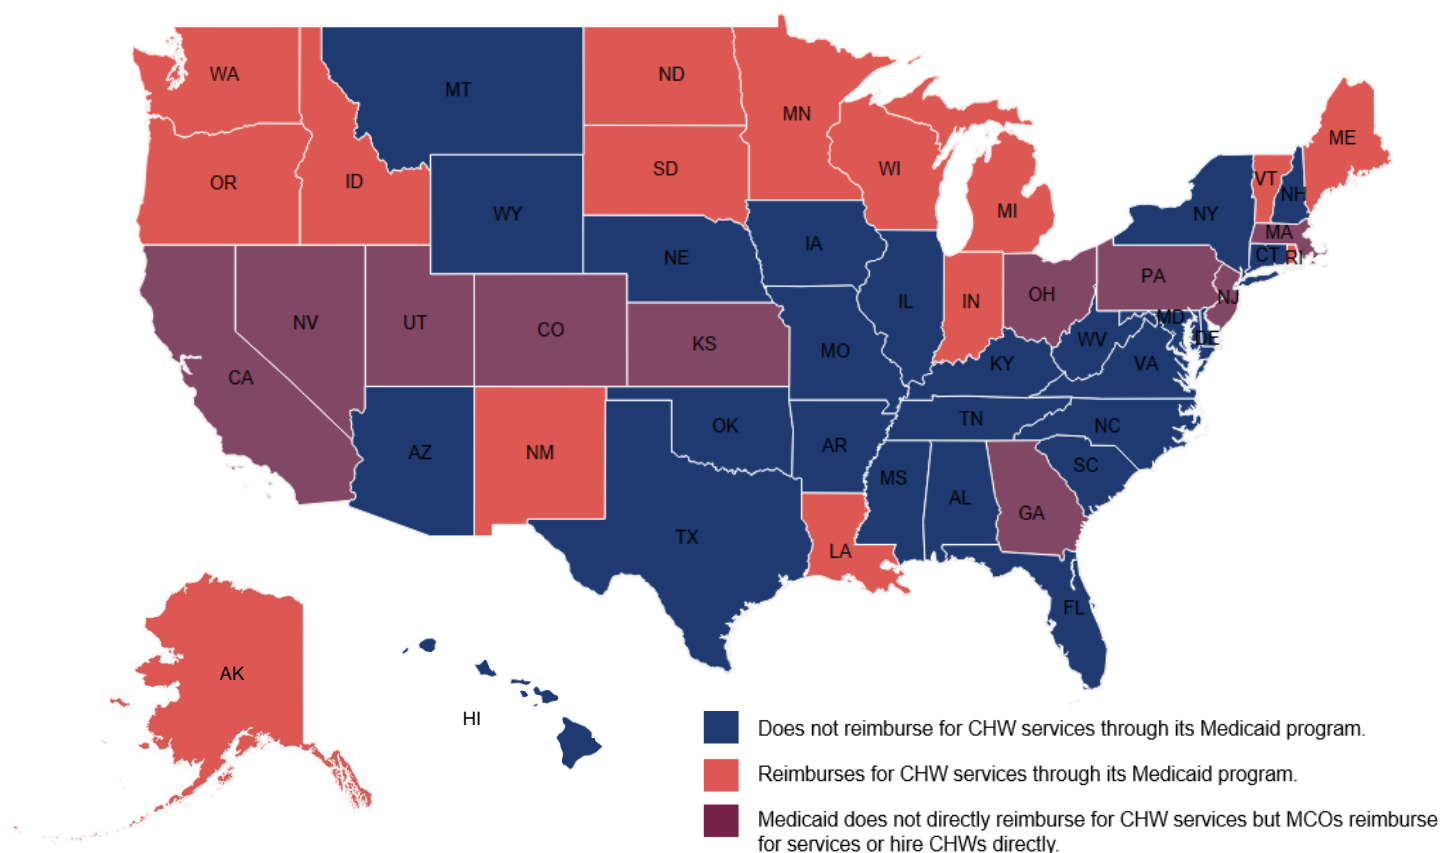 WA
MT
ND
MN
ME
OR
ID
SD
WI
VT
NH
WY
MI
NY
MA
IA
NE
CT
RI
PA
IL
IN
OH
NJ
NV
UT
CO
KS
MD
DE
WV
MO
KY
VA
CA
TN
NC
OK
AZ
NM
AR
SC
MS
AL
GA
TX
LA
FL
AK
HI
Does not reimburse for CHW services through its Medicaid program.
Reimburses for CHW services through its Medicaid program.
Medicaid does not directly reimburse for CHW services but MCOs reimburse
for services or hire CHWs directly.